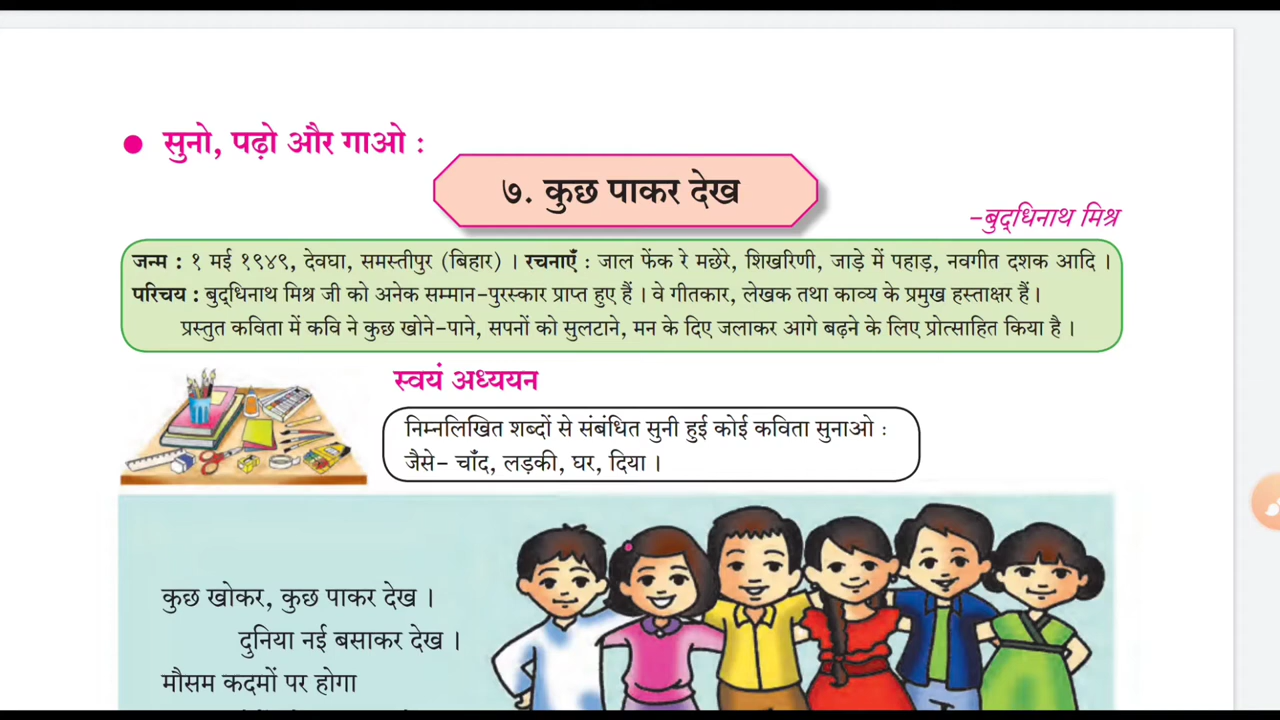 ● सुनो, पढ़ो और गाओ :
७. कुछ पाकर देख
-बुद्‌धिनाथ मिश्र
जन्म : १ मई १९४९, देवघा, समस्तीपुर (बिहार) । रचनाएँ : जाल फेंक रे मछेरे, शिखरिणी, जाड़े में पहाड़, नवगीत दशक आदि ।
परिचय : बुद्‌धिनाथ मिश्र जी को अनेक सम्मान-पुरस्कार प्राप्त हुए हैं । वे गीतकार, लेखक तथा काव्य के प्रमुख हस्ताक्षर हैं।
प्रस्तुत कविता में कवि ने कुछ खोने-पाने, सपनों को सुलटाने, मन के दिए जलाकर आगे बढ़ने के लिए प्रोत्साहित किया है ।
स्वयं अध्ययन
निम्नलिखित शब्दों से संबंधित सुनी हुई कोई कविता सुनाओ :
जैसे- चाँद, लड़की, घर, दिया ।
कुछ खोकर, कुछ पाकर देख ।
दुनिया नई बसाकर देख ।
मौसम कदमों पर होगा